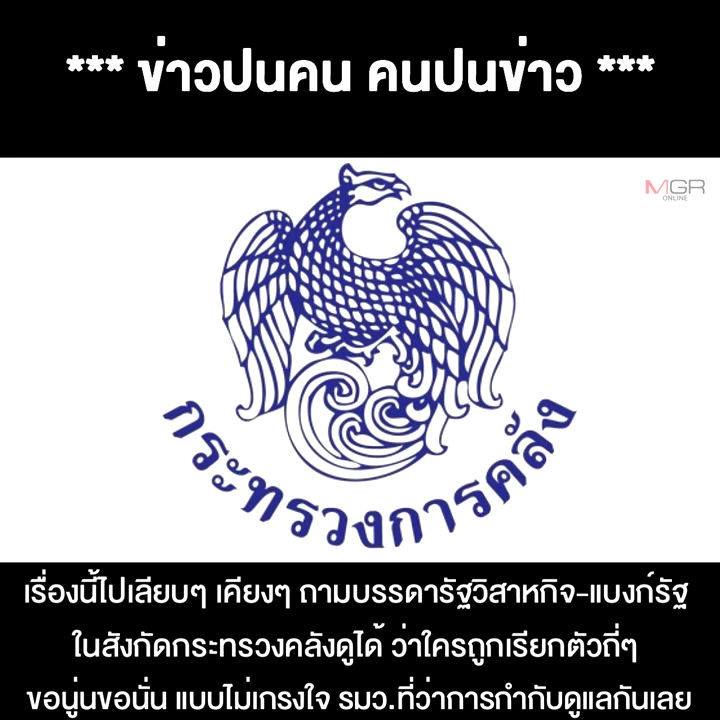 *** ข่าวปนคน คนปนข่าว ***
MGR
ONLINE
กระทรวงการคลัง
เรื่องนี้ไปเลียบๆ เคียงๆ ถามบรรดารัฐวิสาหกิจ-แบงก์รัฐ
ในสังกัดกระทรวงคลังดูได้ ว่าใครถูกเรียกตัวถี่ๆ
ขอนู่นขอนั่น แบบไม่เกรงใจ รมว.ที่ว่าการกำกับดูแลกันเลย